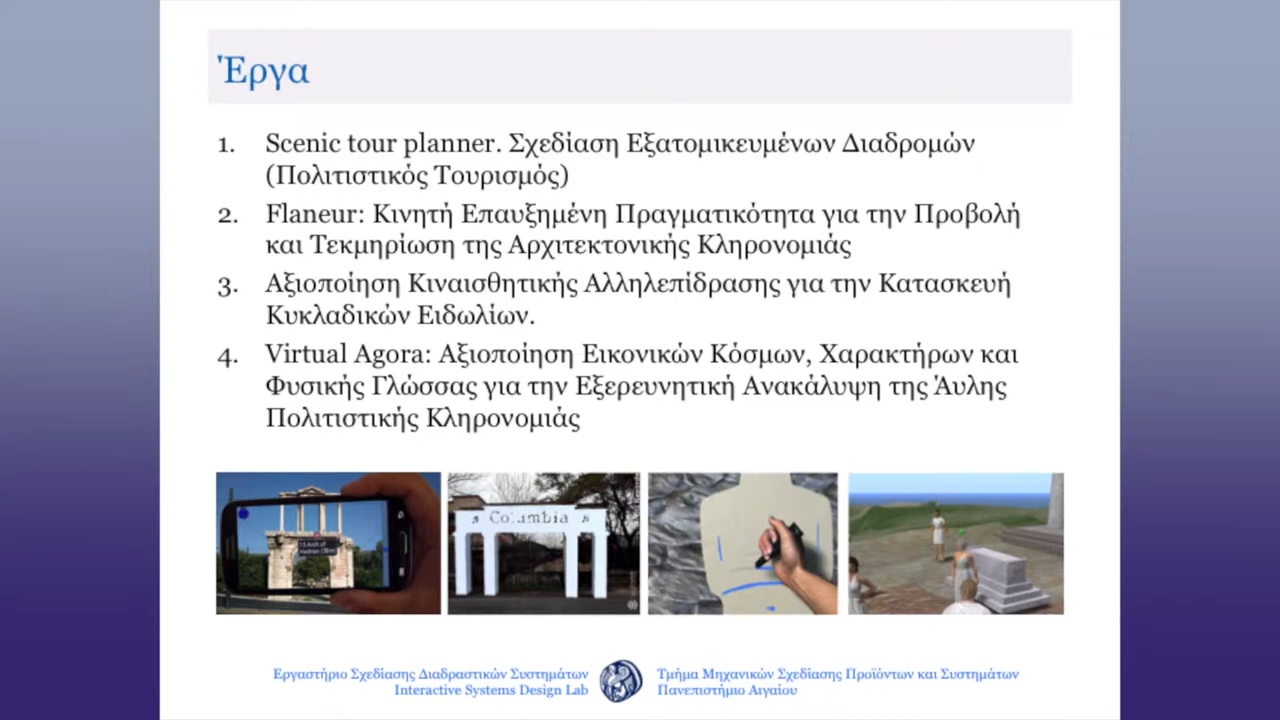 Έργα
1. Scenic tour planner. Σχεδίαση Εξατομικευμένων Διαδρομών
(Πολιτιστικός Τουρισμός)
2. Flaneur: Κινητή Επαυξημένη Πραγματικότητα για την Προβολή
και Τεκμηρίωση της Αρχιτεκτονικής Κληρονομιάς
3. Αξιοποίηση Κιναισθητικής Αλληλεπίδρασης για την Κατασκευή
Κυκλαδικών Ειδωλίων.
4. Virtual Agora: Αξιοποίηση Εικονικών Κόσμων, Χαρακτήρων και
Φυσικής Γλώσσας για την Εξερευνητική Ανακάλυψη της Άυλης
Πολιτιστικής Κληρονομιάς
Columbia
Εργαστήριο Σχεδίασης Διαδραστικών Συστημάτων
Interactive Systems Design Lab
Τμήμα Μηχανικών Σχεδίασης Προϊόντων και Συστημάτων
Πανεπιστήμιο Αιγαίου